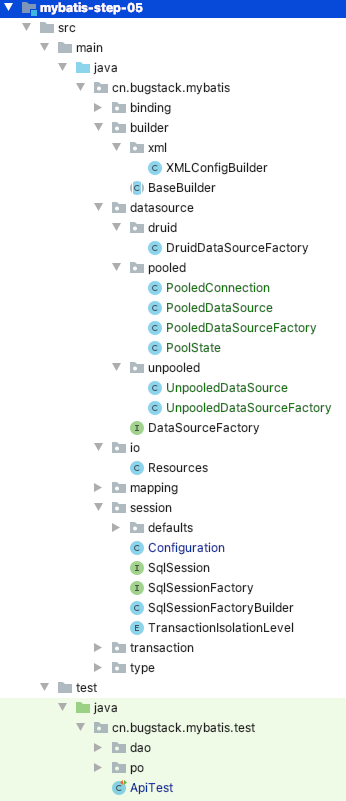 mybatis-step-05
src
main
java
cn.bugstack.mybatis
binding
builder
xml
XMLConfigBuilder
BaseBuilder
datasource
druid
DruidDataSourceFactory
pooled
PooledConnection
PooledDataSource
PooledDataSourceFactory
PoolState
unpooled
UnpooledDataSource
UnpooledDataSourceFactory
DataSourceFactory
io
Resources
mapping
session
defaults
Configuration
SqlSession
SqlSessionFactory
SqlSessionFactoryBuilder
TransactionIsolationLevel
transaction
type
test
java
cn.bugstack.mybatis.test
dao
po
ApiTest